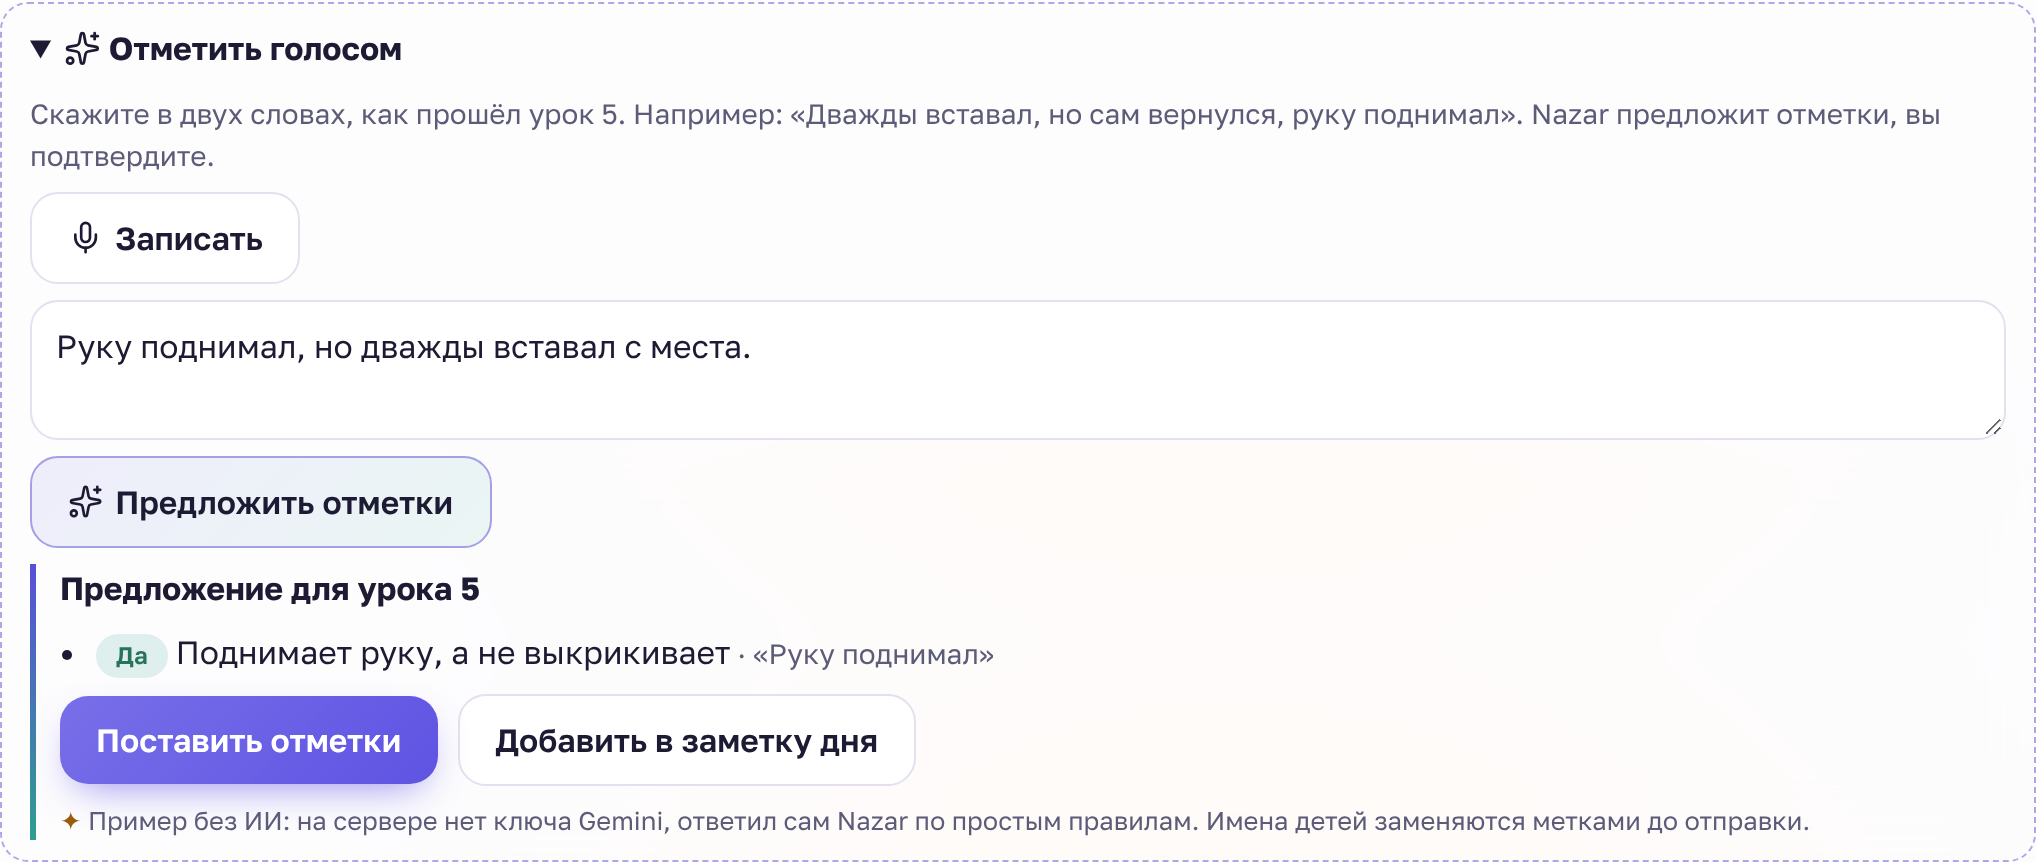 Отметить голосом
Скажите в двух словах, как прошёл урок 5. Например: «Дважды вставал, но сам вернулся, руку поднимал». Nazar предложит отметки, вы
подтвердите.
Записать
Руку поднимал, но дважды вставал с места.
Предложить отметки
Предложение для урока 5
• Да Поднимает руку, а не выкрикивает · «Руку поднимал»
Поставить отметки Добавить в заметку дня
✦ Пример без ИИ: на сервере нет ключа Gemini, ответил сам Nazar по простым правилам. Имена детей заменяются метками до отправки.